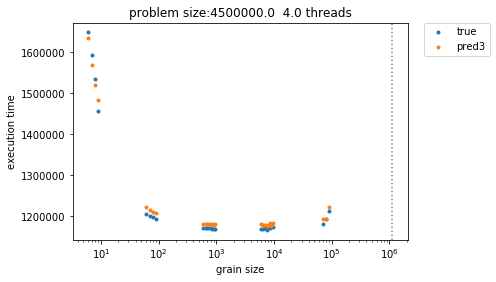 problem size:4500000.0  4.0 threads
true
pred3
execution time
1600000
1500000
1400000
1300000
1200000
10¹ 10² 10³ 10⁴ 10⁵ 10⁶
grain size